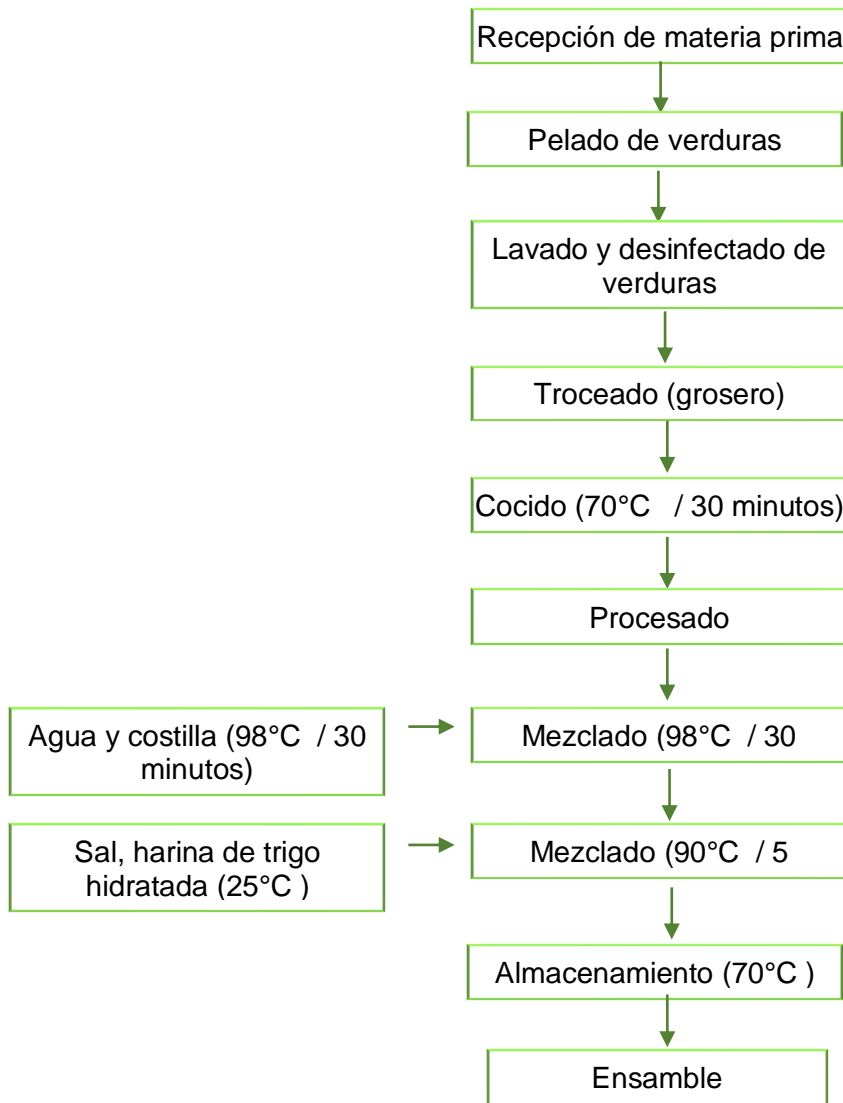 Recepción de materia prima
Pelado de verduras
Lavado y desinfectado de
verduras
Troceado (grosero)
Cocido (70°C / 30 minutos)
Procesado
Agua y costilla (98°C / 30
minutos)
Mezclado (98°C / 30
Sal, harina de trigo
hidratada (25°C )
Mezclado (90°C / 5
Almacenamiento (70°C )
Ensamble